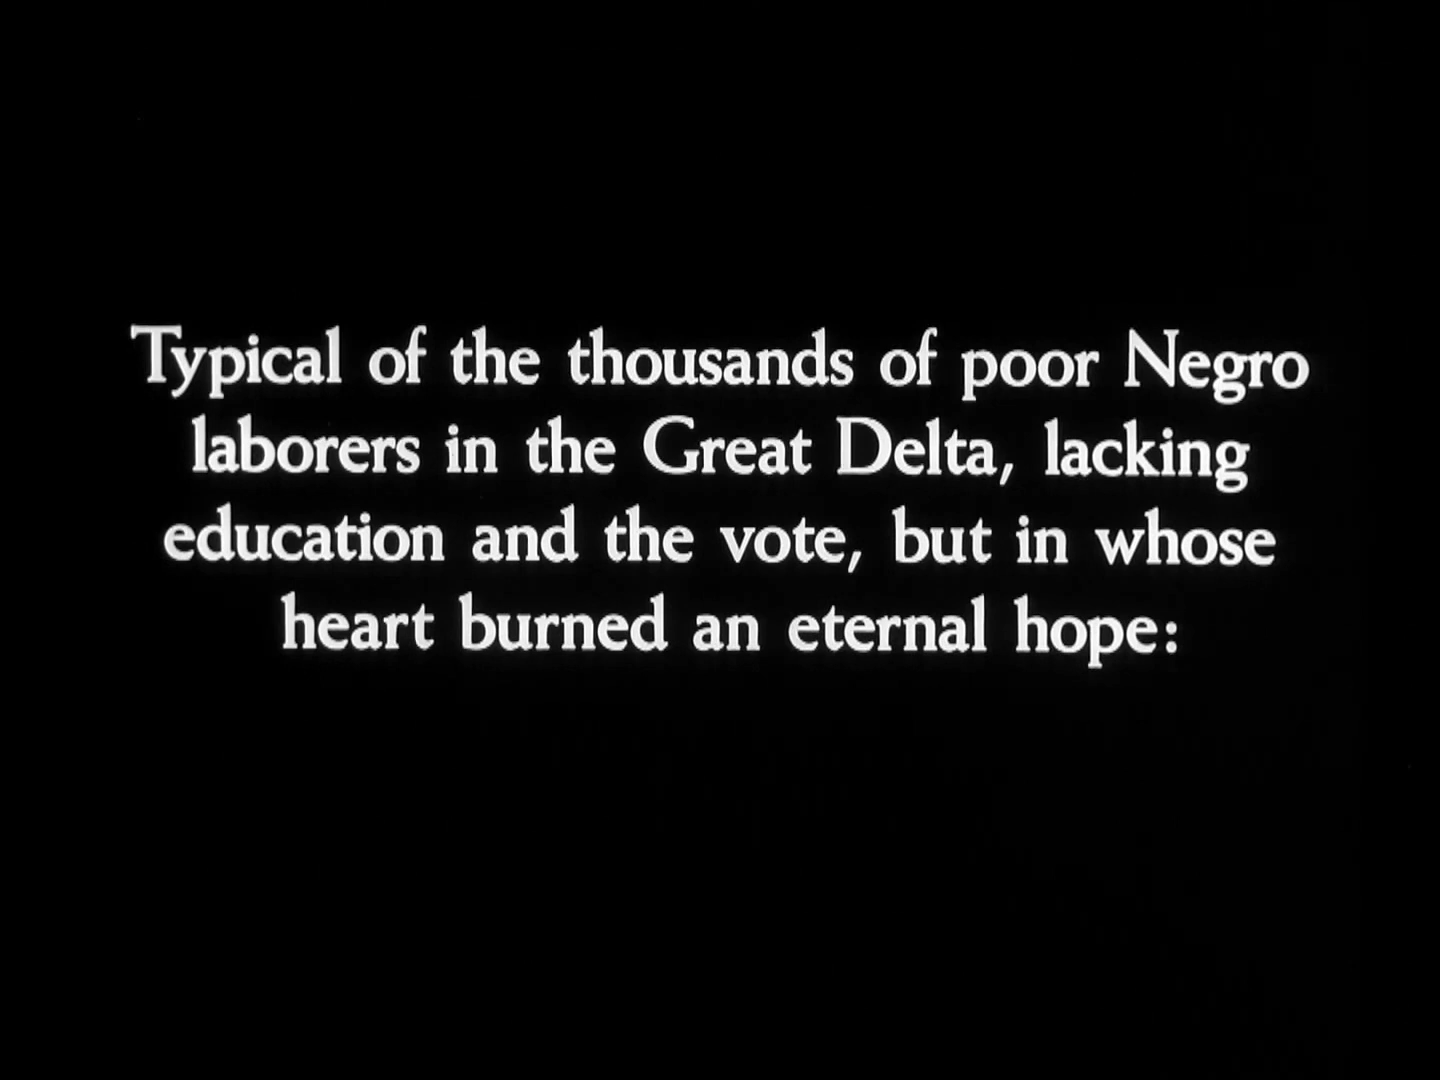 Typical of the thousands of poor Negro
laborers in the Great Delta, lacking
education and the vote, but in whose
heart burned an eternal hope: